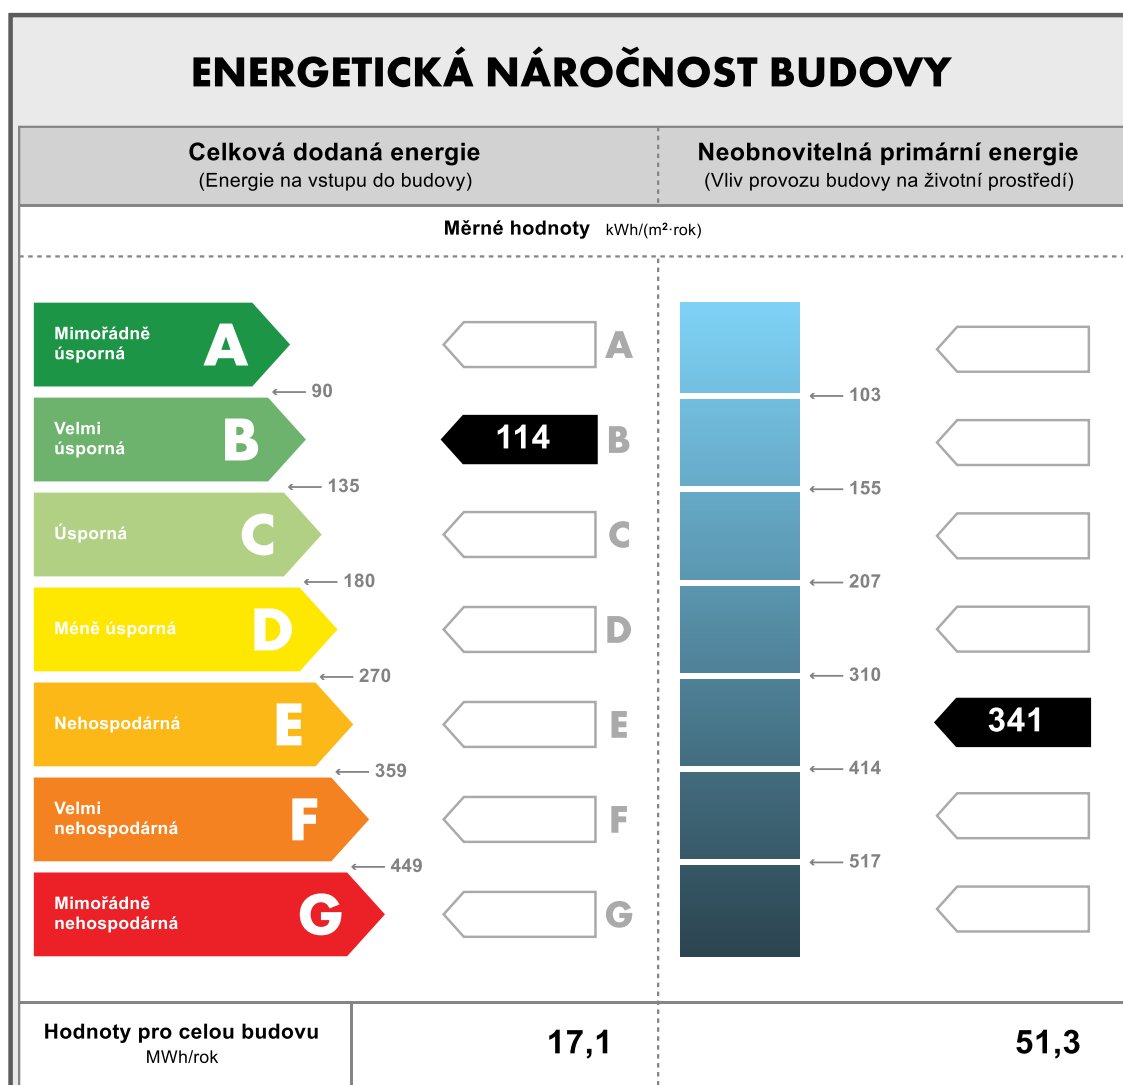 ENERGETICKÁ NÁROČNOST BUDOVY
Celková dodaná energie
(Energie na vstupu do budovy)
Neobnovitelná primární energie
(Vliv provozu budovy na životní prostředí)
Měrné hodnoty kWh/(m²·rok)
Mimořádně
úsporná
A
A
90
103
Velmi
úsporná
B
114
B
135
155
Úsporná
C
C
180
207
Méně úsporná
D
D
270
310
Nehospodárná
E
E
341
359
414
Velmi
nehospodárná
F
F
449
517
Mimořádně
nehospodárná
G
G
Hodnoty pro celou budovu
MWh/rok
17,1
51,3